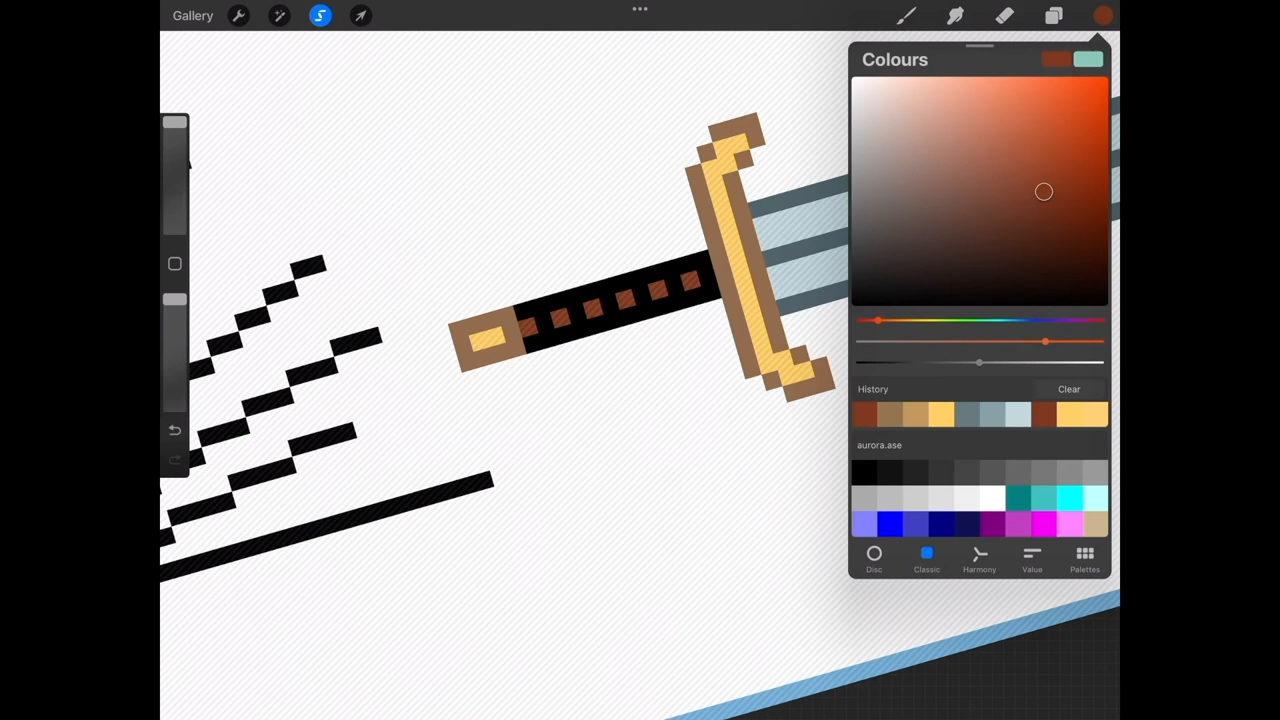 Gallery
Colours
History
Clear
aurora.ase
Disc
Classic
Harmony
Value
Palettes